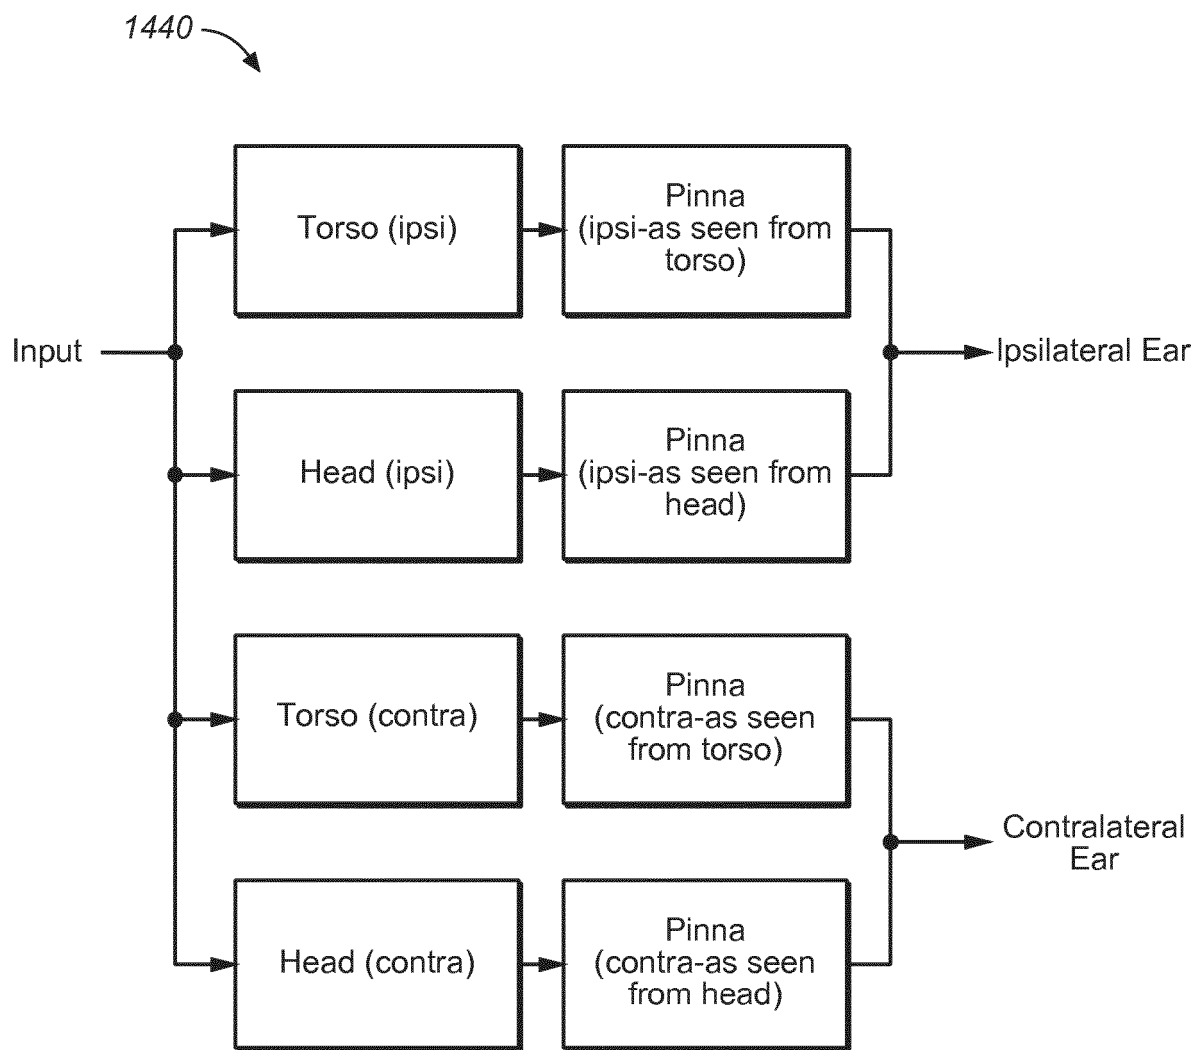 1440
Torso (ipsi)
Pinna
(ipsi-as seen from
torso)
Input
Ipsilateral Ear
Head (ipsi)
Pinna
(ipsi-as seen from
head)
Torso (contra)
Pinna
(contra-as seen
from torso)
Contralateral
Ear
Head (contra)
Pinna
(contra-as seen
from head)